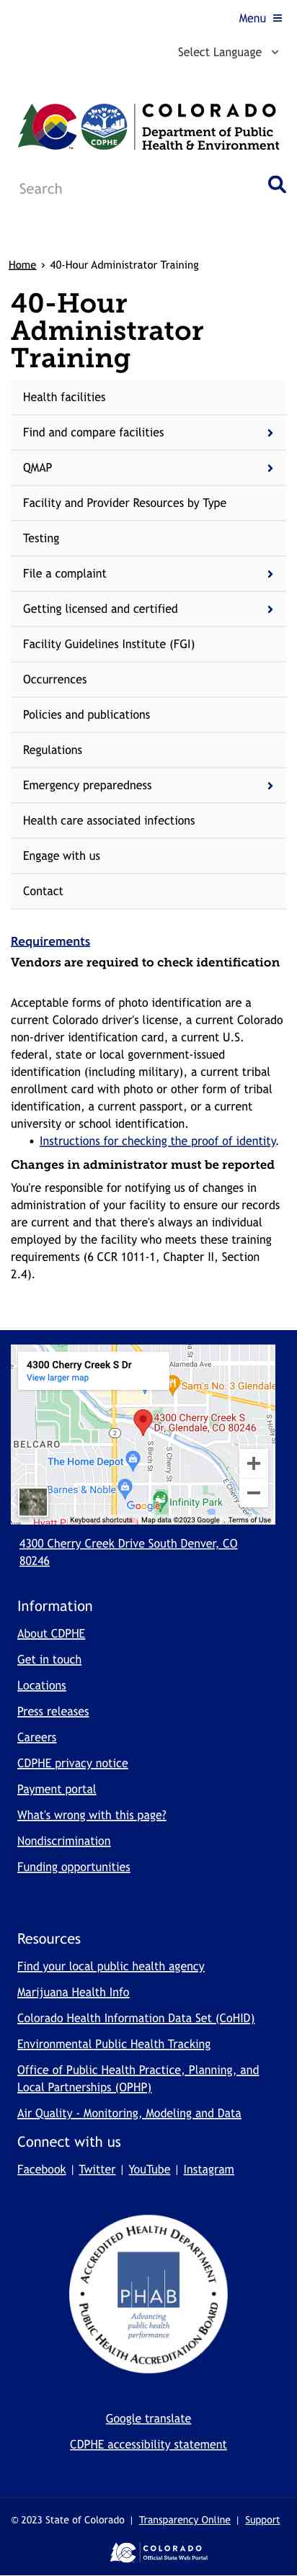 Menu
Select Language
CDPHE
COLORADO
Department of Public
Health & Environment
Search
Home > 40-Hour Administrator Training
40-Hour
Administrator
Training
Health facilities
Find and compare facilities
QMAP
Facility and Provider Resources by Type
Testing
File a complaint
Getting licensed and certified
Facility Guidelines Institute (FGI)
Occurrences
Policies and publications
Regulations
Emergency preparedness
Health care associated infections
Engage with us
Contact
Requirements
Vendors are required to check identification
Acceptable forms of photo identification are a
current Colorado driver's license, a current Colorado
non-driver identification card, a current U.S.
federal, state or local government-issued
identification (including military), a current tribal
enrollment card with photo or other form of tribal
identification, a current passport, or a current
university or school identification.
• Instructions for checking the proof of identity.
Changes in administrator must be reported
You're responsible for notifying us of changes in
administration of your facility to ensure our records
are current and that there's always an individual
employed by the facility who meets these training
requirements (6 CCR 1011-1, Chapter II, Section
2.4).
4300 Cherry Creek S Dr
View larger map
Alameda Ave
Sam's No. 3 Glendale
4300 Cherry Creek S
Dr, Glendale, CO 80246
BELCARO
2
S Birch St
The Home Depot
Barnes & Noble
Google
Infinity Park
Hyatt P
Keyboard shortcuts Map data ©2023 Google Terms of Use
4300 Cherry Creek Drive South Denver, CO
80246
Information
About CDPHE
Get in touch
Locations
Press releases
Careers
CDPHE privacy notice
Payment portal
What's wrong with this page?
Nondiscrimination
Funding opportunities
Resources
Find your local public health agency
Marijuana Health Info
Colorado Health Information Data Set (CoHID)
Environmental Public Health Tracking
Office of Public Health Practice, Planning, and
Local Partnerships (OPHP)
Air Quality - Monitoring, Modeling and Data
Connect with us
Facebook | Twitter | YouTube | Instagram
ACCREDITED HEALTH DEPARTMENT
PHAB
Advancing
public health
performance
PUBLIC HEALTH ACCREDITATION BOARD
Google translate
CDPHE accessibility statement
© 2023 State of Colorado | Transparency Online | Support
COLORADO
Official State Web Portal